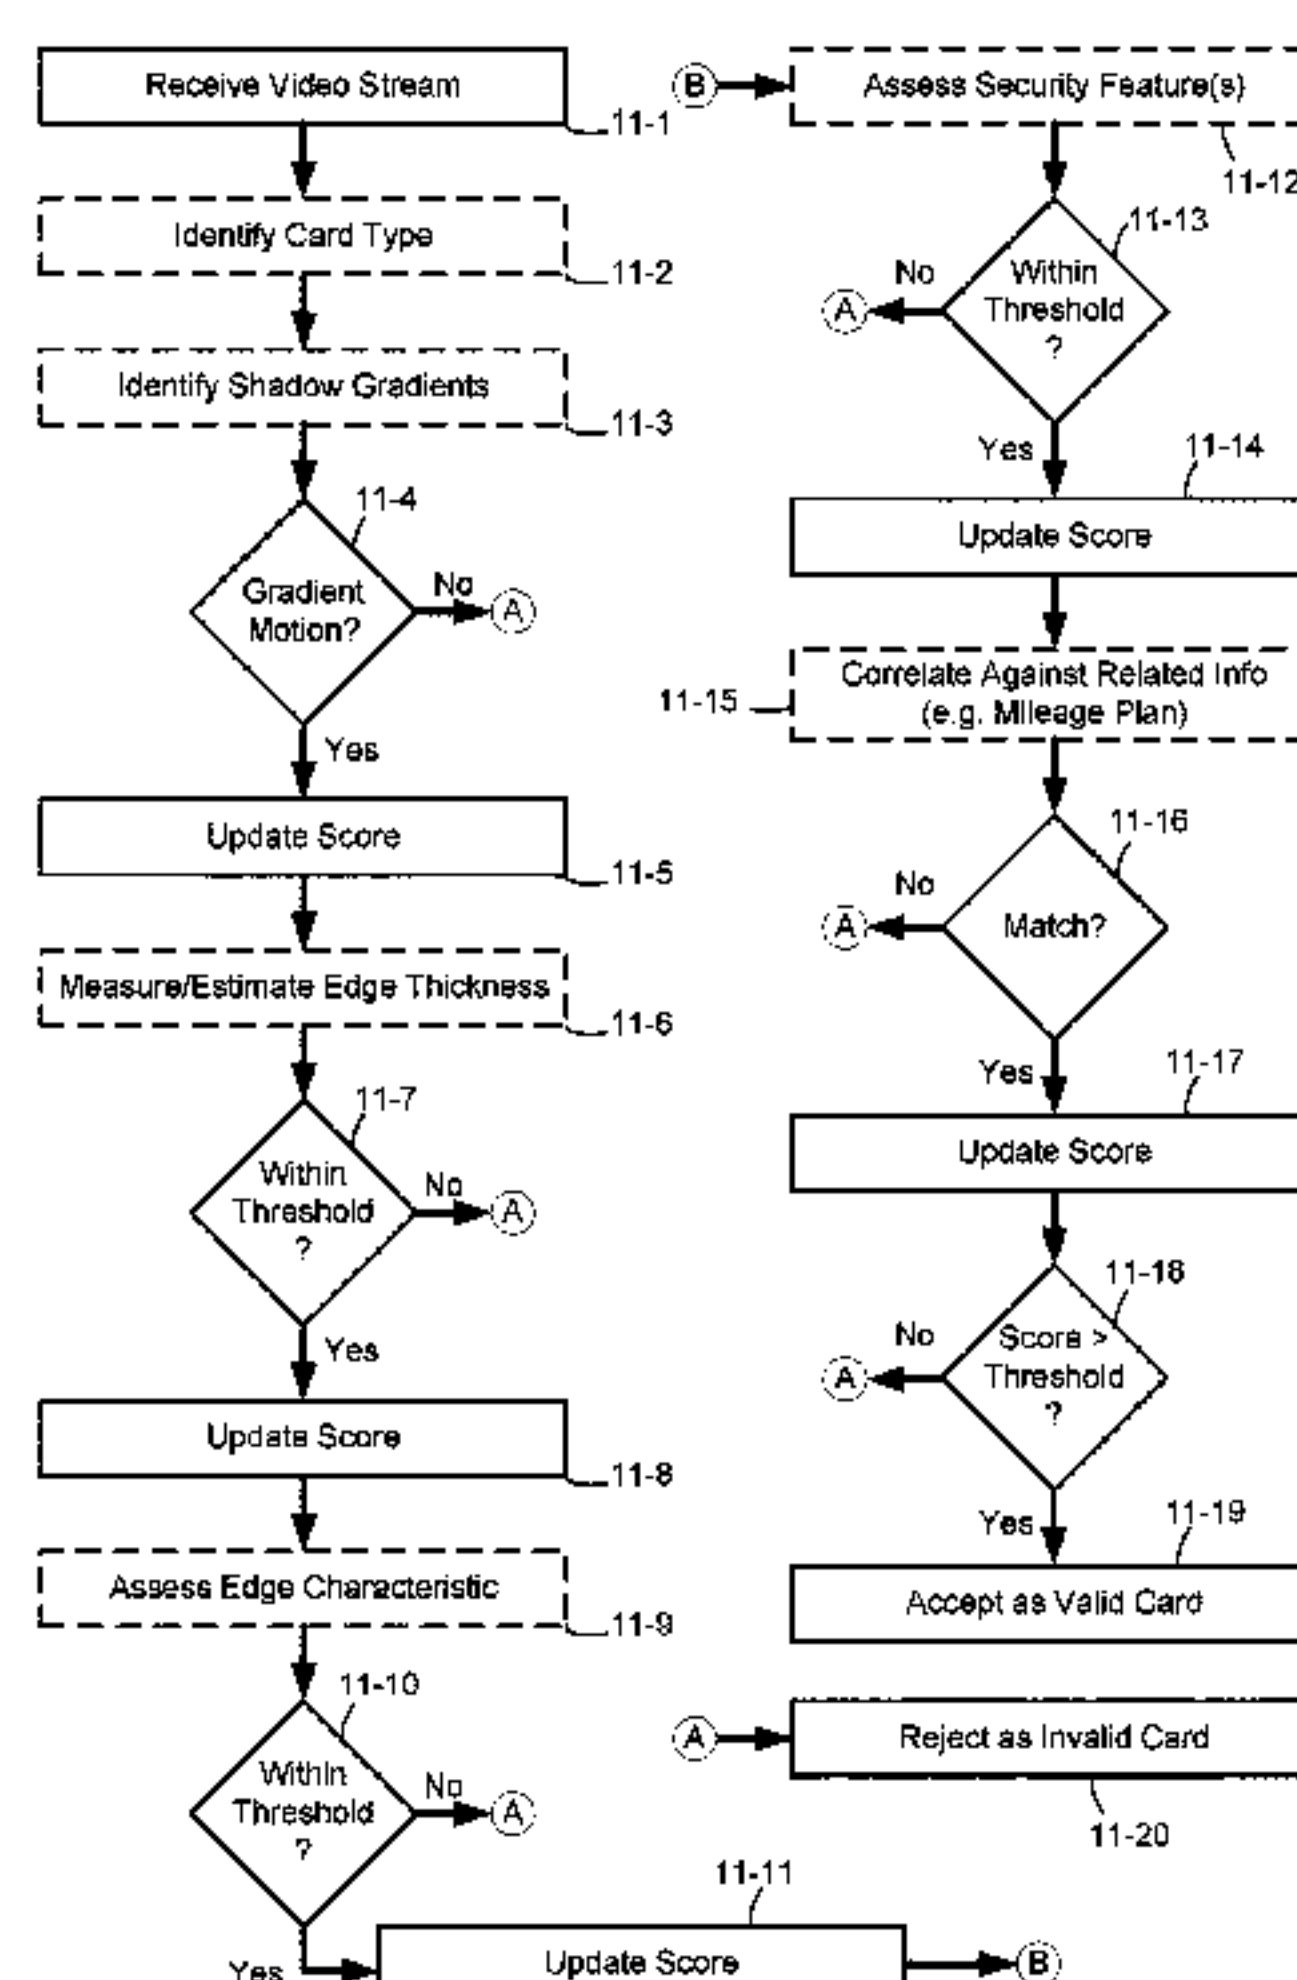 Receive Video Stream
11-1
Identify Card Type
11-2
Identify Shadow Gradients
11-3
11-4
Gradient
Motion?
No
A
Yes
Update Score
11-5
Measure/Estimate Edge Thickness
11-6
11-7
Within
Threshold
?
No
A
Yes
Update Score
11-8
Assess Edge Characteristic
11-9
11-10
Within
Threshold
?
No
A
Yes
11-11
Update Score
B
B
Assess Security Feature(s)
11-12
11-13
Within
Threshold
?
No
A
Yes
11-14
Update Score
11-15
Correlate Against Related Info
(e.g. Mileage Plan)
11-16
Match?
No
A
Yes
11-17
Update Score
11-18
Score >
Threshold
?
No
A
Yes
11-19
Accept as Valid Card
A
Reject as Invalid Card
11-20